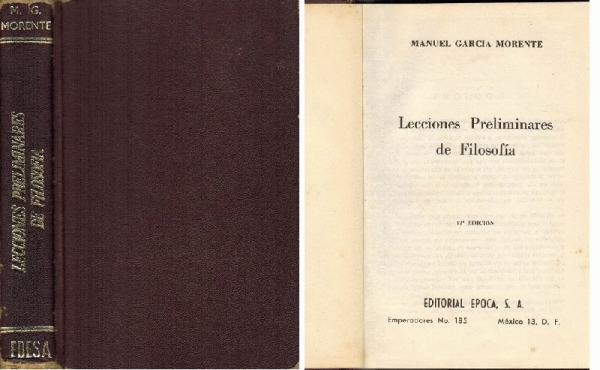 M. G.
MORENTE
LECCIONES PRELIMINARES
DE FILOSOFIA
EDESA
MANUEL GARCIA MORENTE
Lecciones Preliminares
de Filosofía
EDICION
EDITORIAL EPOCA, S. A.
Emperadores No. 185 México 13, D. F.